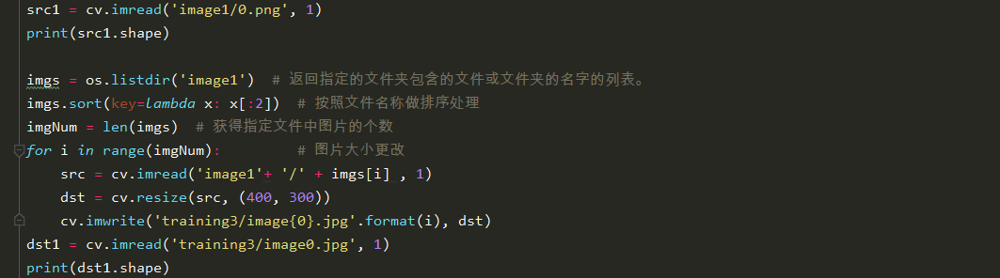 src1 = cv.imread('image1/0.png', 1)
print(src1.shape)
imgs = os.listdir('image1')  # 返回指定的文件夹包含的文件或文件夹的名字的列表。
imgs.sort(key=lambda x: x[:2])  # 按照文件名称做排序处理
imgNum = len(imgs)  # 获得指定文件中图片的个数
for i in range(imgNum):         # 图片大小更改
    src = cv.imread('image1'+ '/' + imgs[i] , 1)
    dst = cv.resize(src, (400, 300))
    cv.imwrite('training3/image{0}.jpg'.format(i), dst)
dst1 = cv.imread('training3/image0.jpg', 1)
print(dst1.shape)